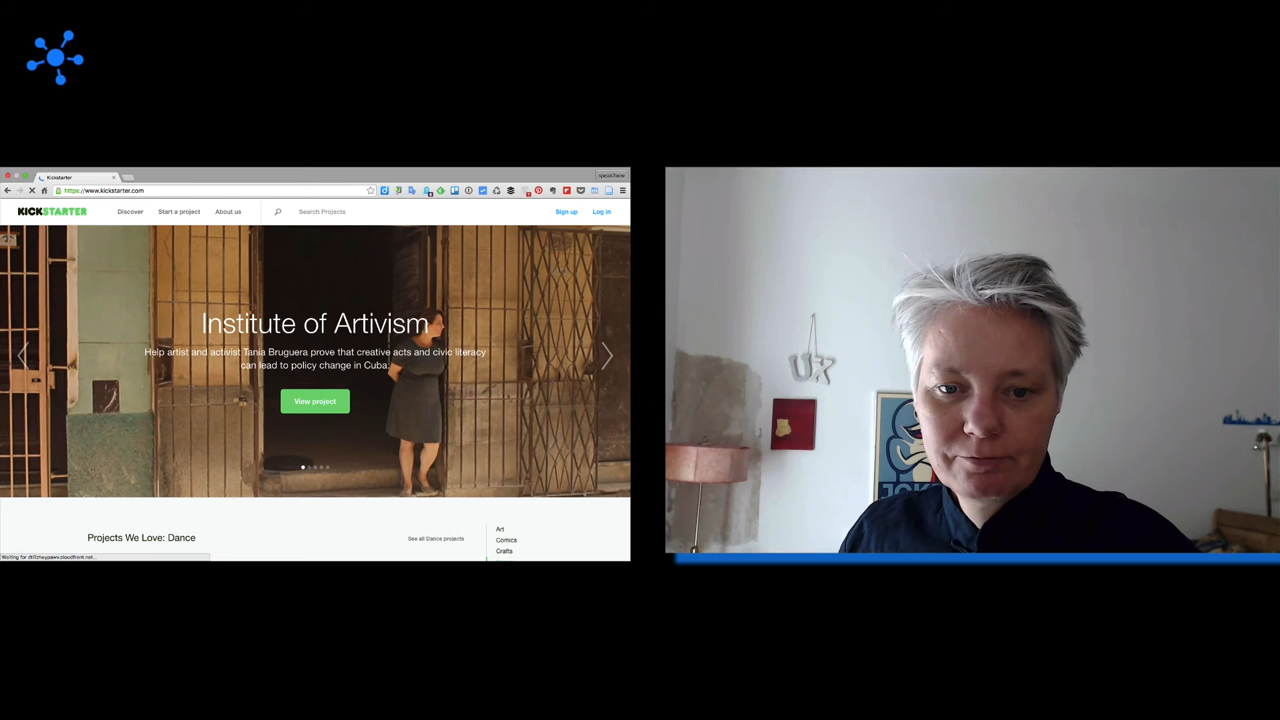 Kickstarter
speakNow
https://www.kickstarter.com
KICKSTARTER
Discover
Start a project
About us
Search Projects
Sign up
Log in
Institute of Artivism
Help artist and activist Tania Bruguera prove that creative acts and civic literacy
can lead to policy change in Cuba.
View project
Projects We Love: Dance
See all Dance projects
Art
Comics
Crafts
UX